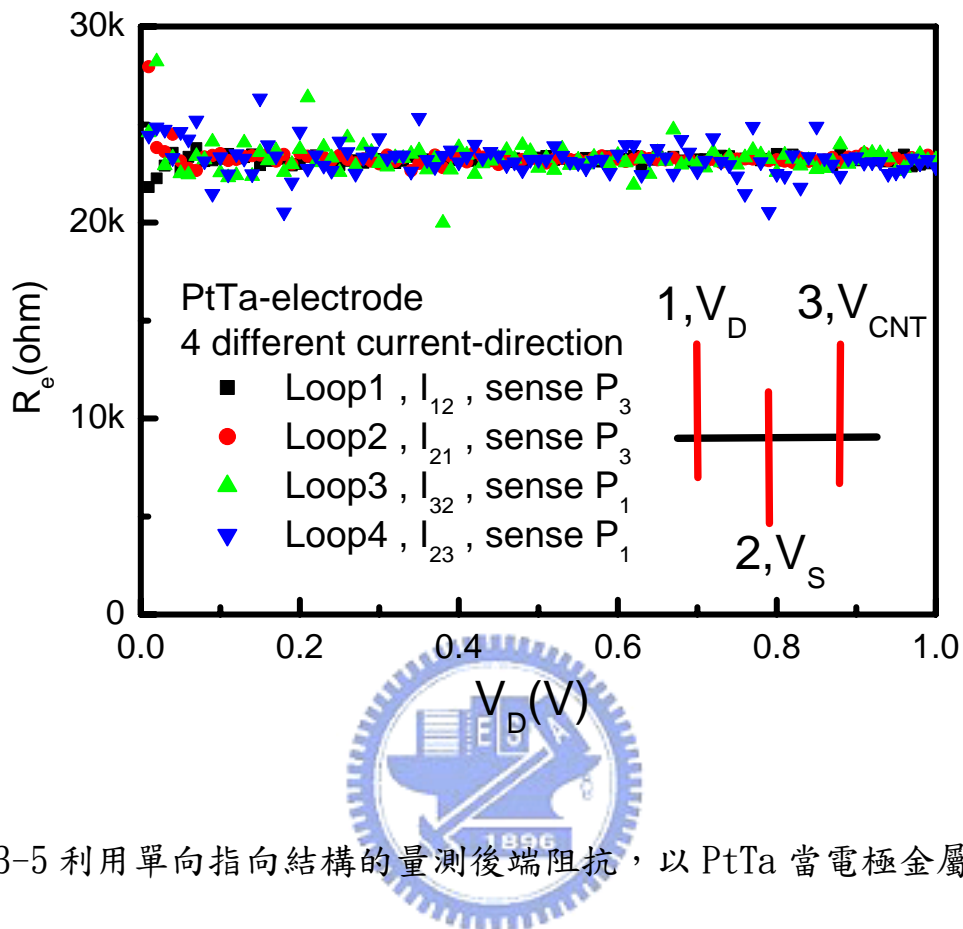 30k
20k
10k
0
R_e(ohm)
PtTa-electrode
4 different current-direction
Loop1 , I_12 , sense P_3
Loop2 , I_21 , sense P_3
Loop3 , I_32 , sense P_1
Loop4 , I_23 , sense P_1
1,V_D
3,V_CNT
2,V_S
0.0 0.2 0.4 0.6 0.8 1.0
V_D(V)
E S A
1896
3-5 利用單向指向結構的量測後端阻抗，以 PtTa 當電極金屬